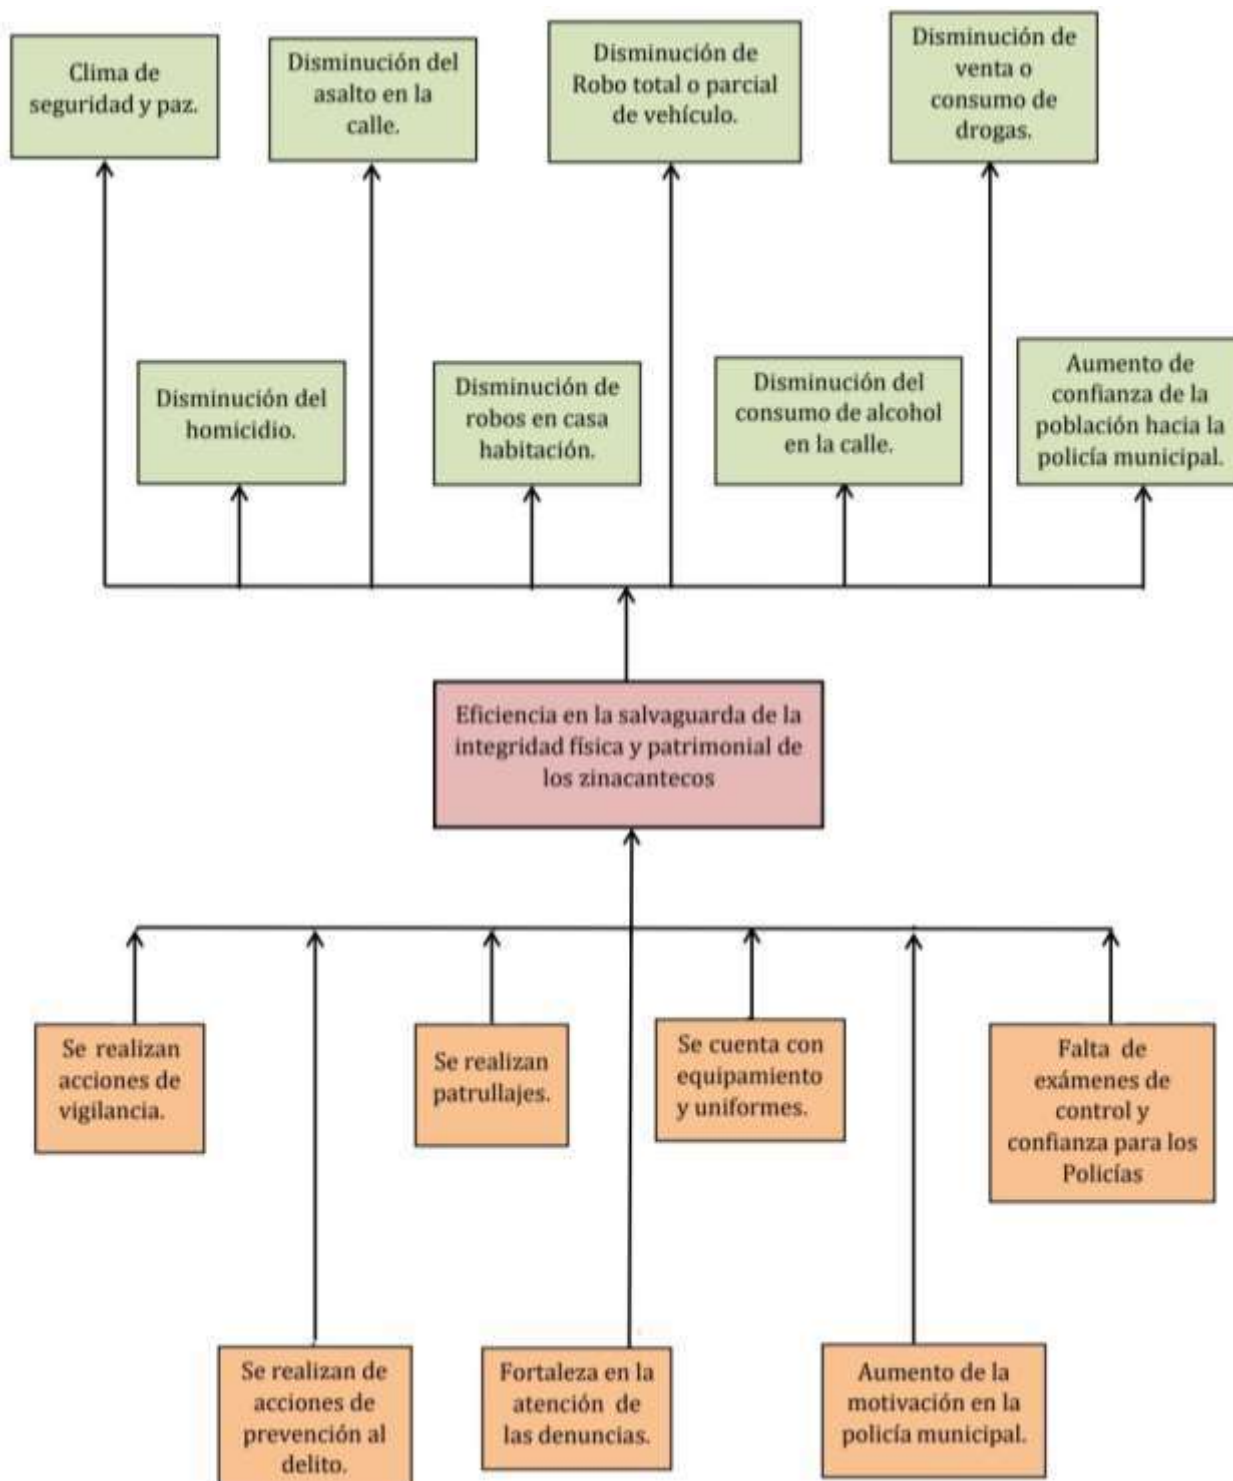 Clima de
seguridad y paz.
Disminución del
asalto en la
calle.
Disminución de
Robo total o parcial
de vehículo.
Disminución de
venta o
consumo de
drogas.
Disminución del
homicidio.
Disminución de
robos en casa
habitación.
Disminución del
consumo de alcohol
en la calle.
Aumento de
confianza de la
población hacia la
policía municipal.
Eficiencia en la salvaguarda de la
integridad física y patrimonial de
los zinacantecos
Se realizan
acciones de
vigilancia.
Se realizan
patrullajes.
Se cuenta con
equipamiento
y uniformes.
Falta de
exámenes de
control y
confianza para los
Policías
Se realizan de
acciones de
prevención al
delito.
Fortaleza en la
atención de
las denuncias.
Aumento de la
motivación en la
policía municipal.